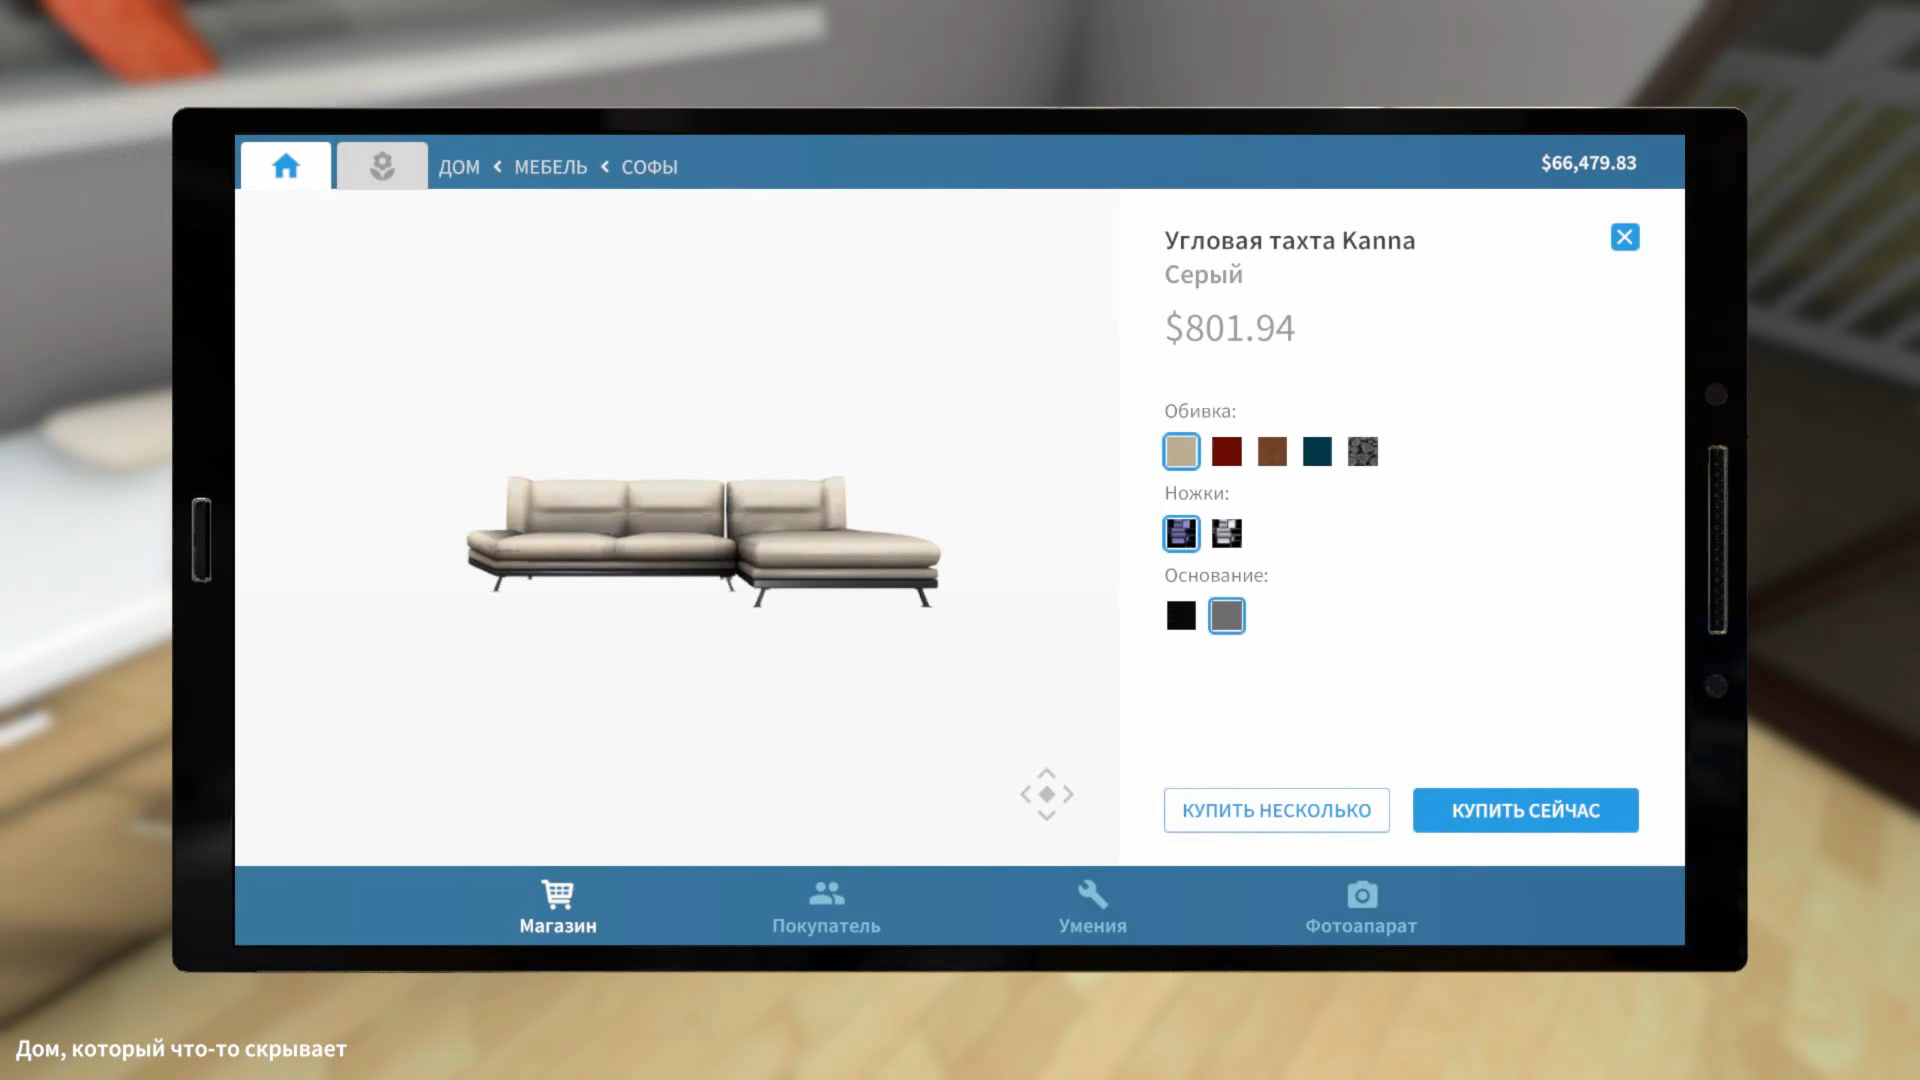 ДОМ < МЕБЕЛЬ < СОФЫ
$66,479.83
Угловая тахта Kanna
Серый
$801.94
Обивка:
Ножки:
Основание:
КУПИТЬ НЕСКОЛЬКО
КУПИТЬ СЕЙЧАС
Магазин
Покупатель
Умения
Фотоапарат
Дом, который что-то скрывает